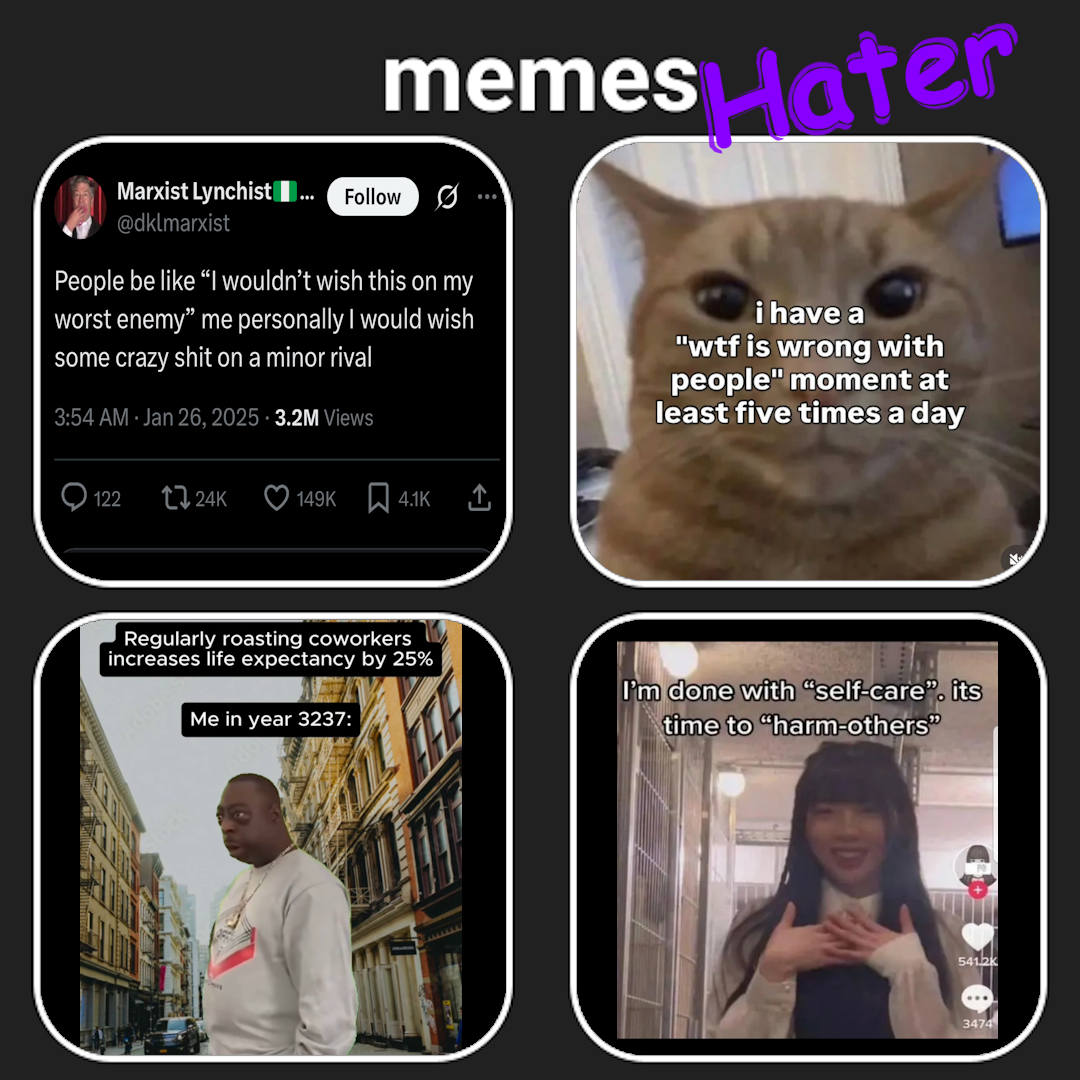 memes Hater
Marxist Lynchist🇳🇬... Follow
@dklmarxist
People be like “I wouldn’t wish this on my
worst enemy” me personally I would wish
some crazy shit on a minor rival
3:54 AM · Jan 26, 2025 · 3.2M Views
122 24K 149K 4.1K
i have a
"wtf is wrong with
people" moment at
least five times a day
Regularly roasting coworkers
increases life expectancy by 25%
Me in year 3237:
I’m done with “self-care”. its
time to “harm-others”
541.2K
3474